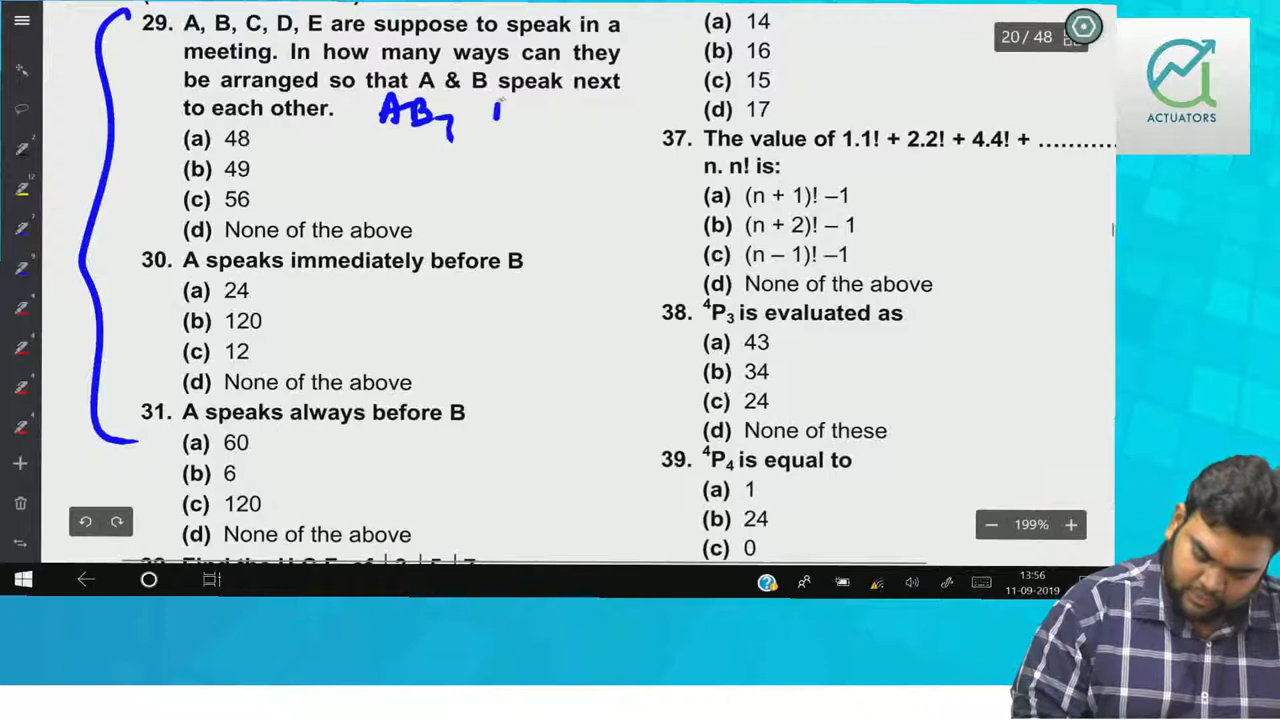 29. A, B, C, D, E are suppose to speak in a
meeting. In how many ways can they
be arranged so that A & B speak next
to each other.
AB,
(a) 48
(b) 49
(c) 56
(d) None of the above
30. A speaks immediately before B
(a) 24
(b) 120
(c) 12
(d) None of the above
31. A speaks always before B
(a) 60
(b) 6
(c) 120
(d) None of the above
(a) 14
(b) 16
(c) 15
(d) 17
37. The value of 1.1! + 2.2! + 4.4! + ............
n. n! is:
(a) (n + 1)! –1
(b) (n + 2)! – 1
(c) (n – 1)! –1
(d) None of the above
38. ⁴P₃ is evaluated as
(a) 43
(b) 34
(c) 24
(d) None of these
39. ⁴P₄ is equal to
(a) 1
(b) 24
(c) 0
20 / 48
ACTUATORS
199%
13:56
11-09-2019